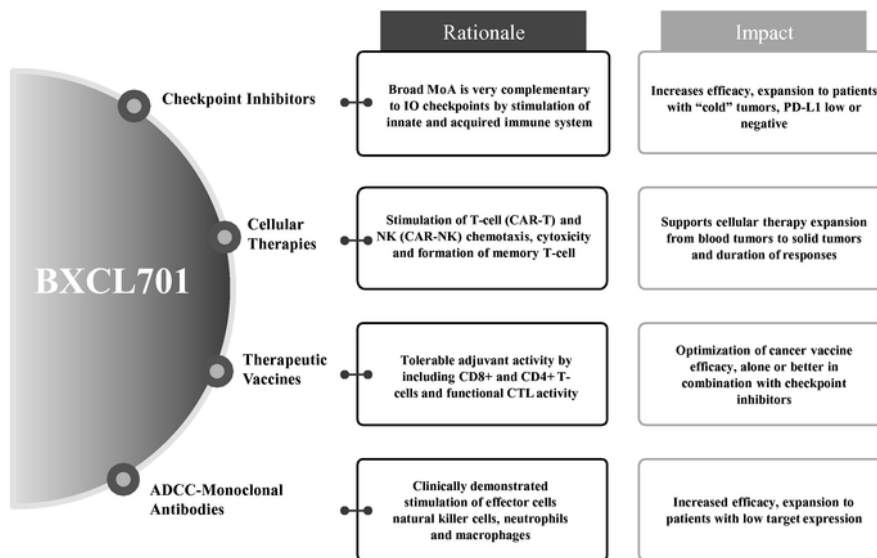 Rationale
Impact
BXCL701
Checkpoint Inhibitors
Broad MoA is very complementary
to IO checkpoints by stimulation of
innate and acquired immune system
Increases efficacy, expansion to patients
with “cold” tumors, PD-L1 low or
negative
Cellular
Therapies
Stimulation of T-cell (CAR-T) and
NK (CAR-NK) chemotaxis, cytoxicity
and formation of memory T-cell
Supports cellular therapy expansion
from blood tumors to solid tumors
and duration of responses
Therapeutic
Vaccines
Tolerable adjuvant activity by
including CD8+ and CD4+ T-
cells and functional CTL activity
Optimization of cancer vaccine
efficacy, alone or better in
combination with checkpoint
inhibitors
ADCC-Monoclonal
Antibodies
Clinically demonstrated
stimulation of effector cells
natural killer cells, neutrophils
and macrophages
Increased efficacy, expansion to
patients with low target expression